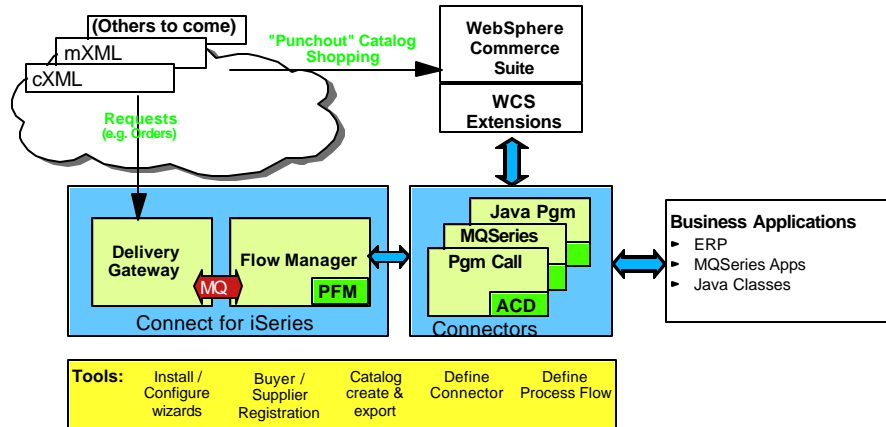 (Others to come)
mXML
cXML
"Punchout" Catalog
Shopping
WebSphere
Commerce
Suite
WCS
Extensions
Requests
(e.g. Orders)
Delivery
Gateway
MQ
Flow Manager
PFM
Connect for iSeries
Java Pgm
MQSeries
Pgm Call
ACD
Connectors
Business Applications
ERP
MQSeries Apps
Java Classes
Tools:
Install /
Configure
wizards
Buyer /
Supplier
Registration
Catalog
create &
export
Define
Connector
Define
Process Flow